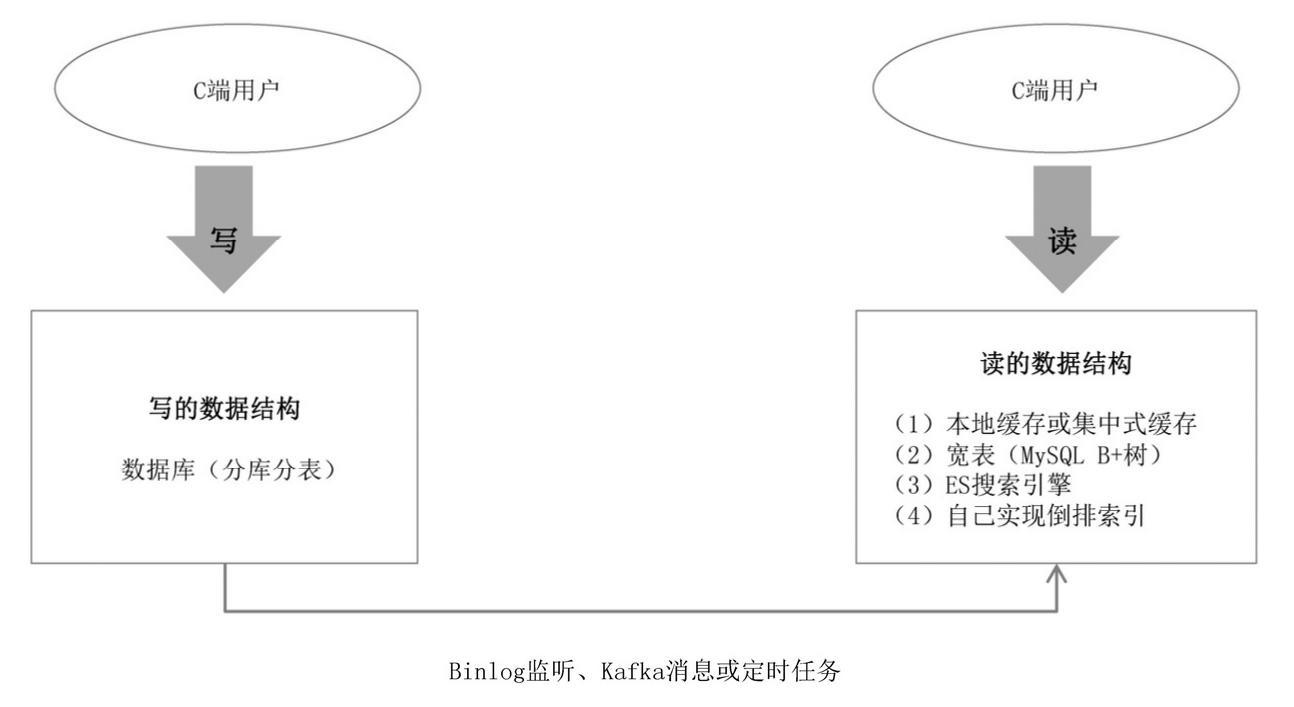 C端用户
C端用户
写
读
写的数据结构
数据库（分库分表）
读的数据结构
（1）本地缓存或集中式缓存
（2）宽表（MySQL B+树）
（3）ES搜索引擎
（4）自己实现倒排索引
Binlog监听、Kafka消息或定时任务